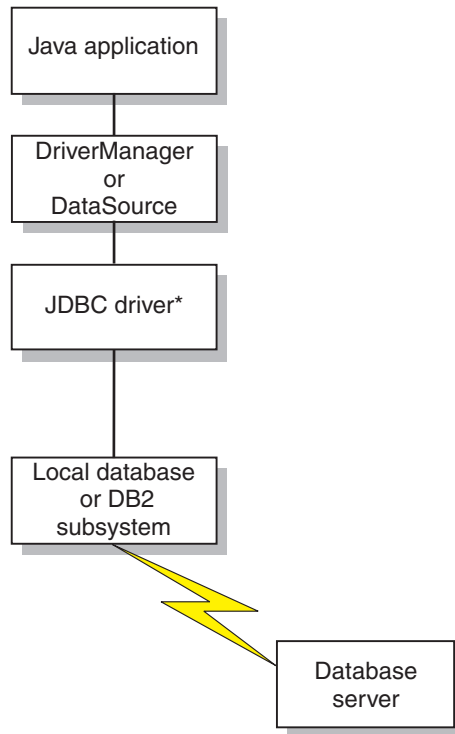 Java application
DriverManager
or
DataSource
JDBC driver*
Local database
or DB2
subsystem
Database
server